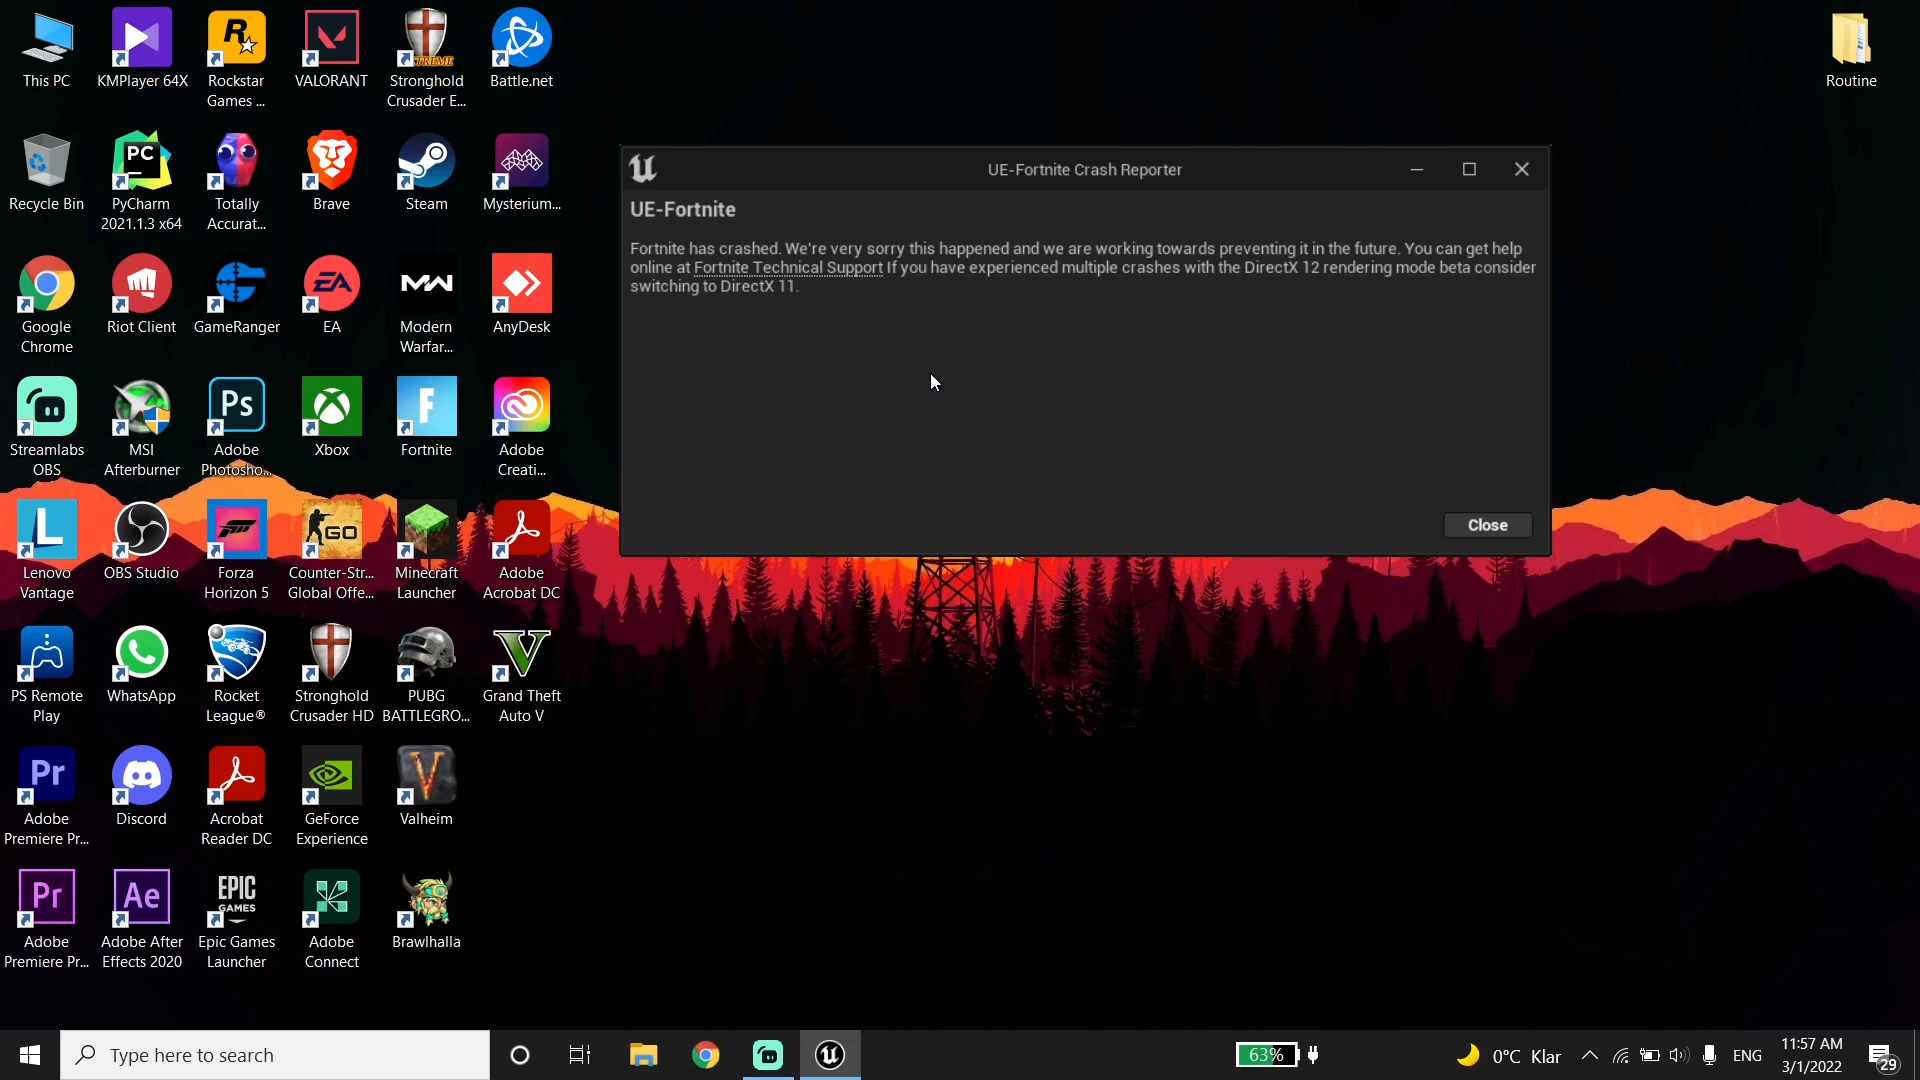 This PC
KMPlayer 64X
Rockstar
Games ...
VALORANT
Stronghold
Crusader E...
Battle.net
Routine
Recycle Bin
PyCharm
2021.1.3 x64
Totally
Accurat...
Brave
Steam
Mysterium...
Google
Chrome
Riot Client
GameRanger
EA
Modern
Warfar...
AnyDesk
Streamlabs
OBS
MSI
Afterburner
Adobe
Photosho...
Xbox
Fortnite
Adobe
Creati...
Lenovo
Vantage
OBS Studio
Forza
Horizon 5
Counter-Str...
Global Offe...
Minecraft
Launcher
Adobe
Acrobat DC
PS Remote
Play
WhatsApp
Rocket
League®
Stronghold
Crusader HD
PUBG
BATTLEGRO...
Grand Theft
Auto V
Adobe
Premiere Pr...
Discord
Acrobat
Reader DC
GeForce
Experience
Valheim
Adobe
Premiere Pr...
Adobe After
Effects 2020
EPIC
GAMES
Epic Games
Launcher
Adobe
Connect
Brawlhalla
UE-Fortnite Crash Reporter
UE-Fortnite
Fortnite has crashed. We're very sorry this happened and we are working towards preventing it in the future. You can get help
online at Fortnite Technical Support If you have experienced multiple crashes with the DirectX 12 rendering mode beta consider
switching to DirectX 11.
Close
Type here to search
63%
0°C Klar
ENG
11:57 AM
3/1/2022
29